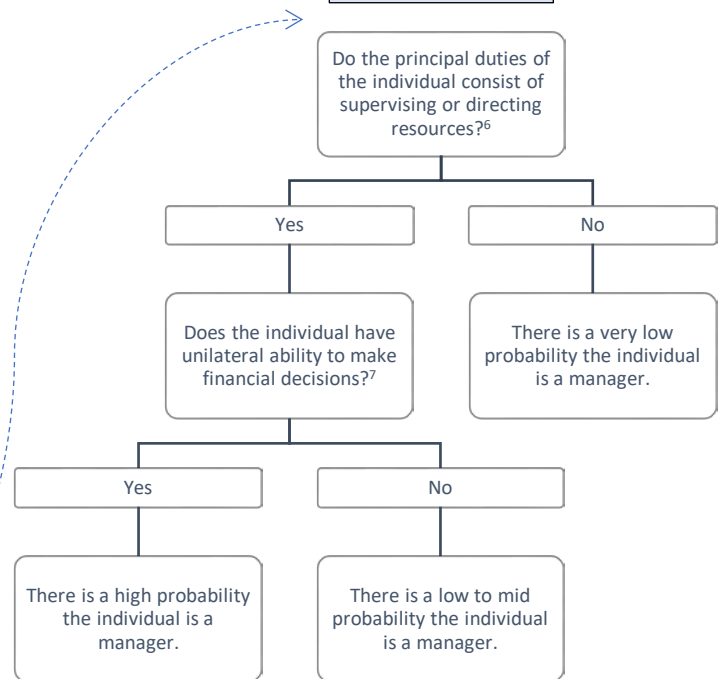 Do the principal duties of
the individual consist of
supervising or directing
resources?⁶
Yes
No
Does the individual have
unilateral ability to make
financial decisions?⁷
There is a very low
probability the individual
is a manager.
Yes
No
There is a high probability
the individual is a
manager.
There is a low to mid
probability the individual
is a manager.